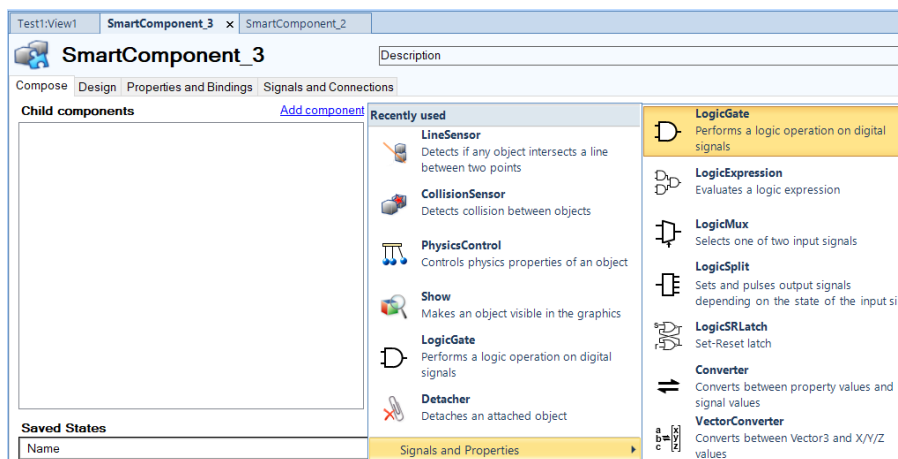 Test1:View1
SmartComponent_3 x
SmartComponent_2
SmartComponent_3
Description
Compose
Design
Properties and Bindings
Signals and Connections
Child components
Add component
Recently used
LineSensor
Detects if any object intersects a line
between two points
CollisionSensor
Detects collision between objects
PhysicsControl
Controls physics properties of an object
Show
Makes an object visible in the graphics
LogicGate
Performs a logic operation on digital
signals
Detacher
Detaches an attached object
Signals and Properties
LogicGate
Performs a logic operation on digital
signals
LogicExpression
Evaluates a logic expression
LogicMux
Selects one of two input signals
LogicSplit
Sets and pulses output signals
depending on the state of the input si
LogicSRLatch
Set-Reset latch
Converter
Converts between property values and
signal values
VectorConverter
Converts between Vector3 and X/Y/Z
values
Saved States
Name